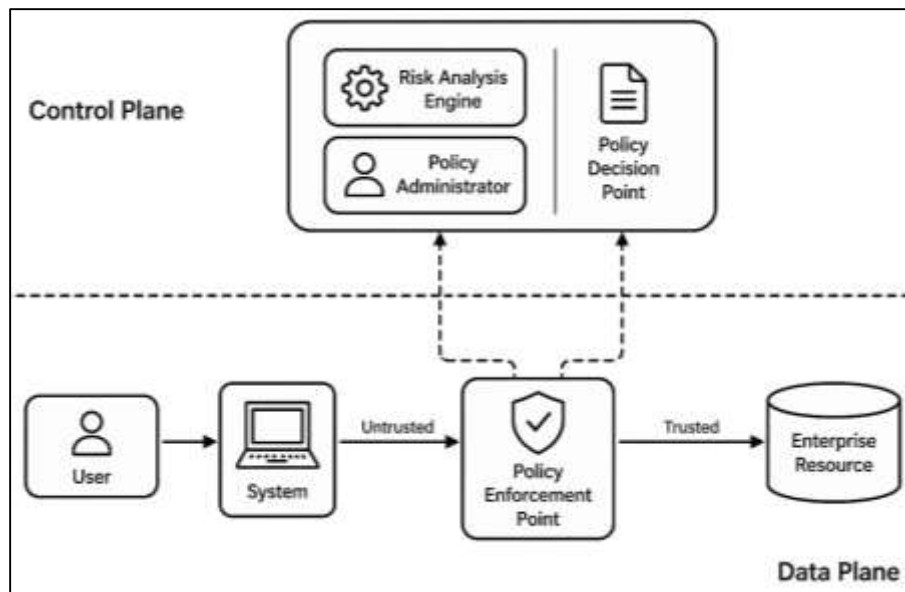 Control Plane
Risk Analysis
Engine
Policy
Administrator
Policy
Decision
Point
User
System
Untrusted
Policy
Enforcement
Point
Trusted
Enterprise
Resource
Data Plane